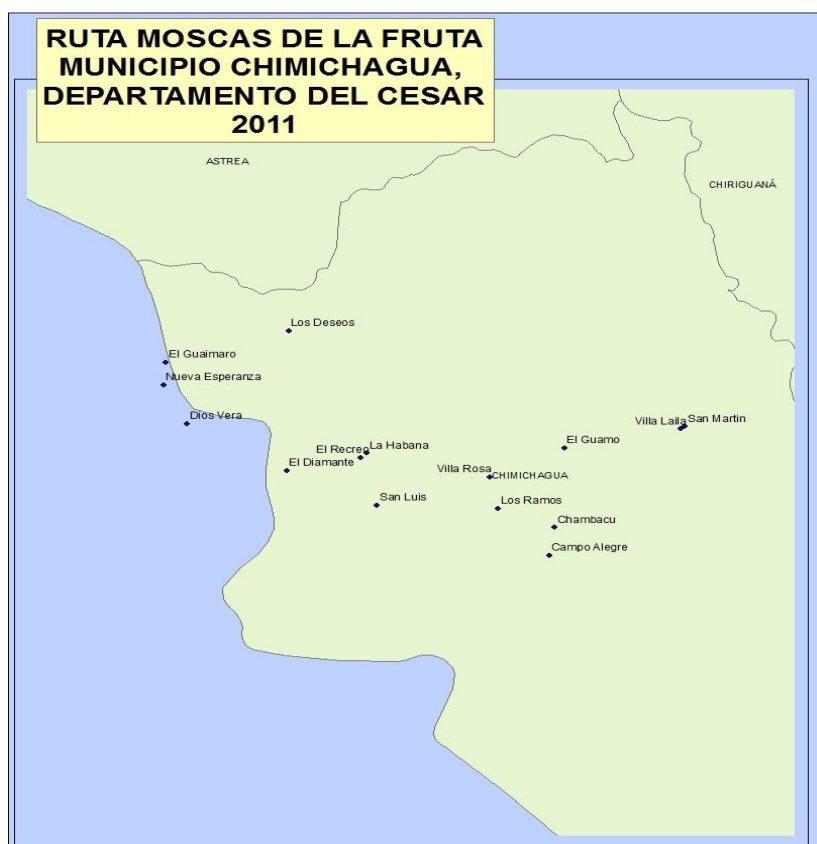 RUTA MOSCAS DE LA FRUTA
MUNICIPIO CHIMICHAGUA,
DEPARTAMENTO DEL CESAR
2011
ASTREA
CHIRIGUANÁ
Los Deseos
El Guaimaro
Nueva Esperanza
Dios Vera
Villa Laila
San Martin
El Recreo
La Habana
El Guamo
El Diamante
Villa Rosa
CHIMICHAGUA
San Luis
Los Ramos
Chambacu
Campo Alegre